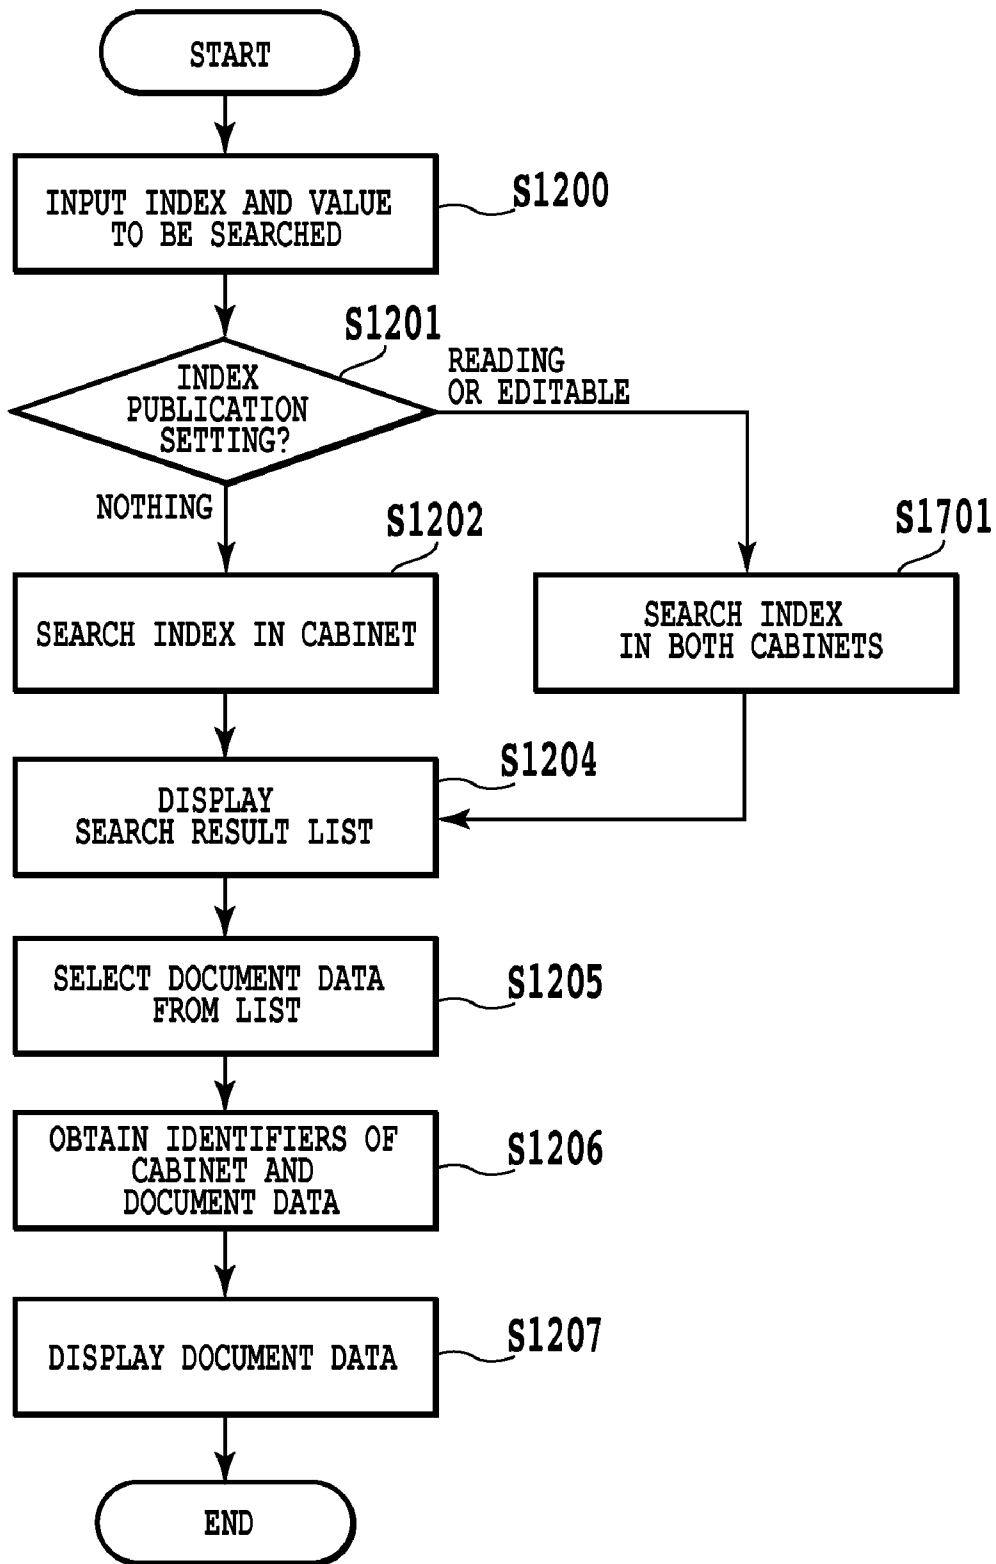 START
INPUT INDEX AND VALUE
TO BE SEARCHED
S1200
S1201
INDEX
PUBLICATION
SETTING?
READING
OR EDITABLE
NOTHING
S1202
S1701
SEARCH INDEX IN CABINET
SEARCH INDEX
IN BOTH CABINETS
S1204
DISPLAY
SEARCH RESULT LIST
SELECT DOCUMENT DATA
FROM LIST
S1205
OBTAIN IDENTIFIERS OF
CABINET AND
DOCUMENT DATA
S1206
DISPLAY DOCUMENT DATA
S1207
END